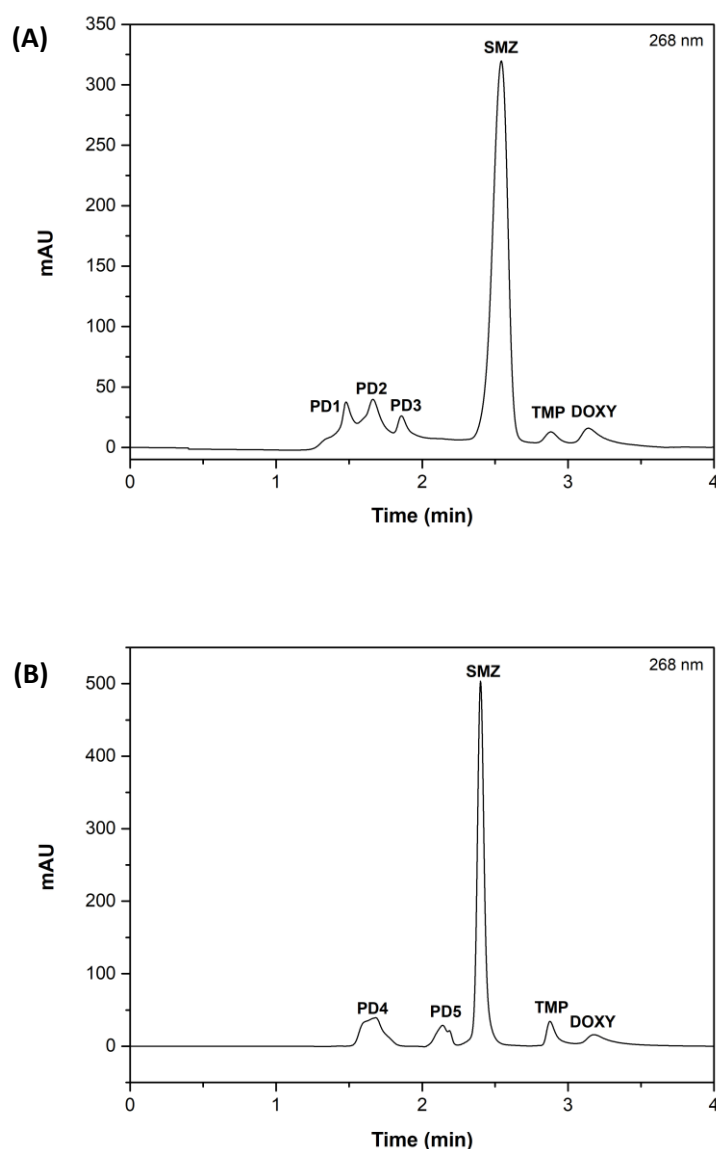 (A)
350
300
250
200
150
100
50
0
mAU
268 nm
SMZ
PD1
PD2
PD3
TMP
DOXY
0
1
2
3
4
Time (min)
(B)
500
400
300
200
100
0
mAU
268 nm
SMZ
PD4
PD5
TMP
DOXY
0
1
2
3
4
Time (min)